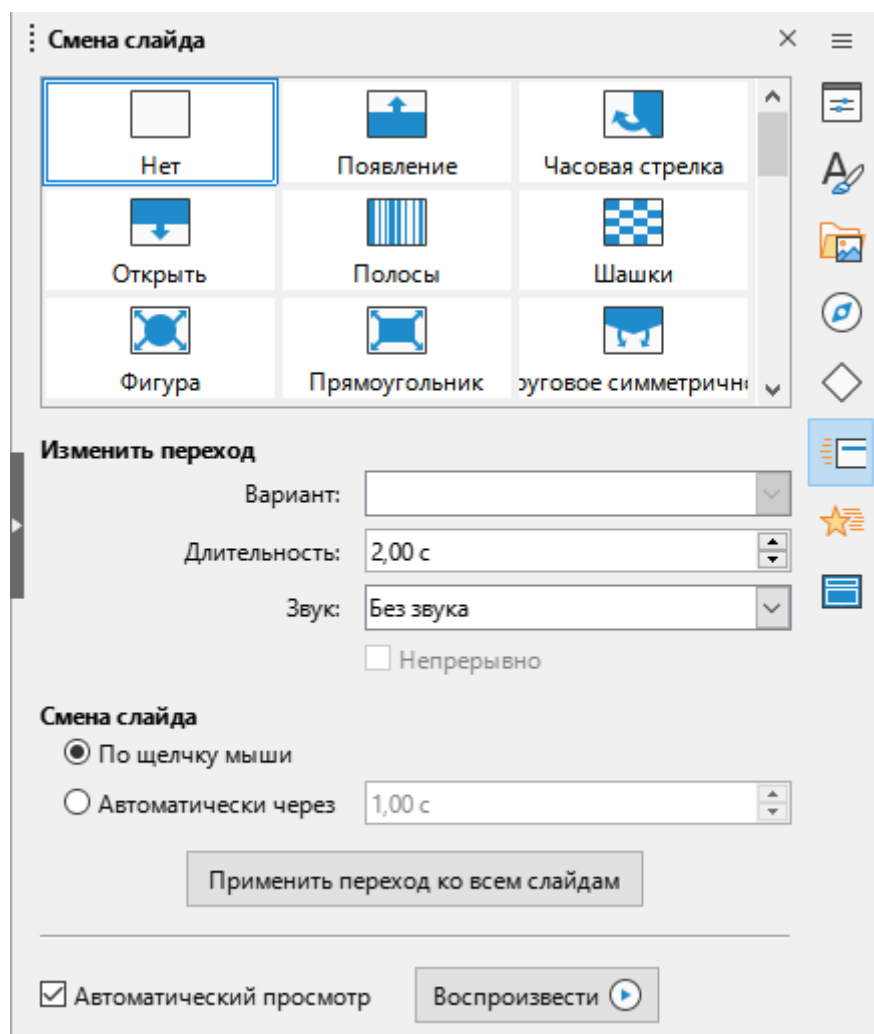 Смена слайда
Нет Появление Часовая стрелка
Открыть Полосы Шашки
Фигура Прямоугольник руговое симметричн
Изменить переход
Вариант:
Длительность: 2,00 с
Звук: Без звука
Непрерывно
Смена слайда
По щелчку мыши
Автоматически через 1,00 с
Применить переход ко всем слайдам
Автоматический просмотр Воспроизвести